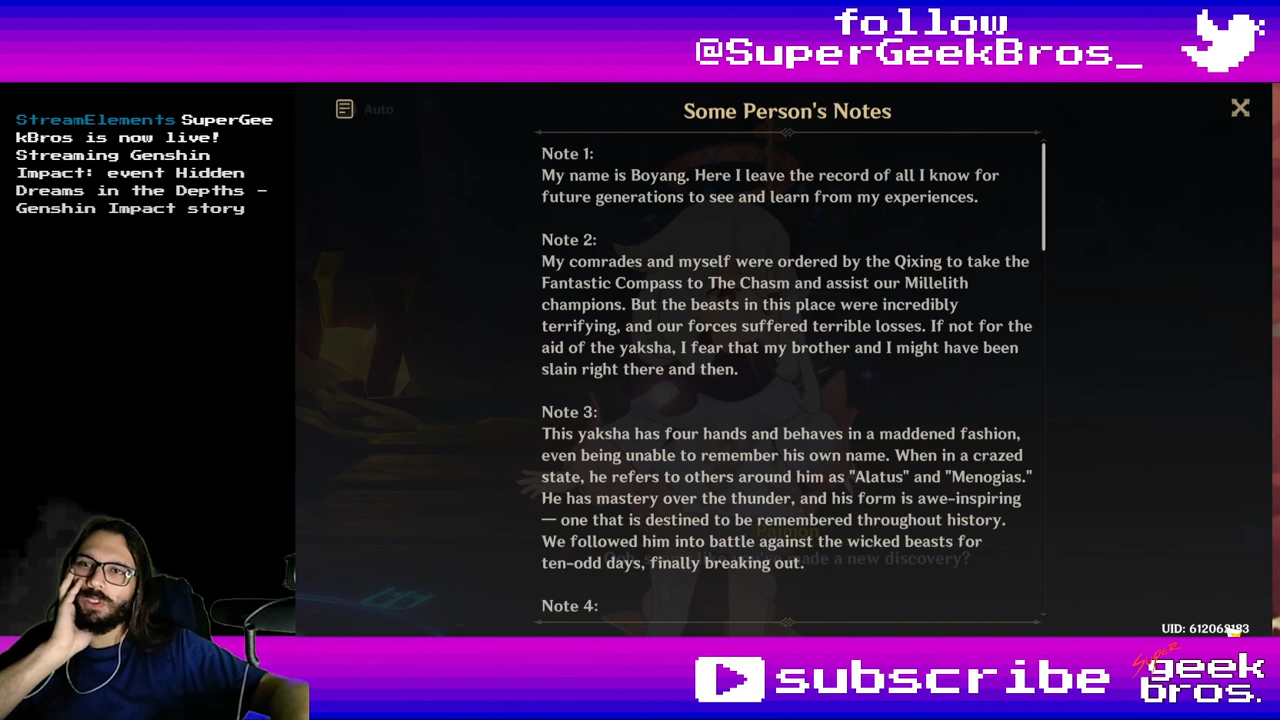 follow
@SuperGeekBros_
StreamElements SuperGee
kBros is now live!
Streaming Genshin
Impact: event Hidden
Dreams in the Depths -
Genshin Impact story
Auto
Some Person's Notes
Note 1:
My name is Boyang. Here I leave the record of all I know for
future generations to see and learn from my experiences.
Note 2:
My comrades and myself were ordered by the Qixing to take the
Fantastic Compass to The Chasm and assist our Millelith
champions. But the beasts in this place were incredibly
terrifying, and our forces suffered terrible losses. If not for the
aid of the yaksha, I fear that my brother and I might have been
slain right there and then.
Note 3:
This yaksha has four hands and behaves in a maddened fashion,
even being unable to remember his own name. When in a crazed
state, he refers to others around him as "Alatus" and "Menogias."
He has mastery over the thunder, and his form is awe-inspiring
— one that is destined to be remembered throughout history.
We followed him into battle against the wicked beasts for
ten-odd days, finally breaking out.
Paimon
made a new discovery?
Note 4:
UID:
subscribe
super
geek
bros.